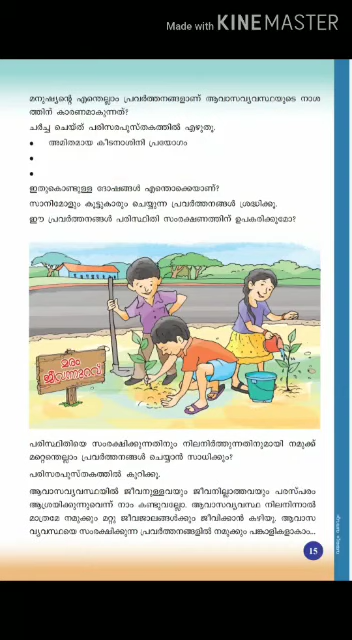 Made with KINEMASTER
മനുഷ്യന്റെ എന്തെല്ലാം പ്രവർത്തനങ്ങളാണ് ആവാസവ്യവസ്ഥയുടെ നാശ
ത്തിന് കാരണമാകുന്നത്?
ചർച്ച ചെയ്ത് പരിസരപുസ്തകത്തിൽ എഴുതൂ.
• അമിതമായ കീടനാശിനി പ്രയോഗം
•
•
ഇതുകൊണ്ടുള്ള ദോഷങ്ങൾ എന്തൊക്കെയാണ്?
സാനിമോളും കൂട്ടുകാരും ചെയ്യുന്ന പ്രവർത്തനങ്ങൾ ശ്രദ്ധിക്കൂ.
ഈ പ്രവർത്തനങ്ങൾ പരിസ്ഥിതി സംരക്ഷണത്തിന് ഉപകരിക്കുമോ?
മരം
ജീവനുറവ്
പരിസ്ഥിതിയെ സംരക്ഷിക്കുന്നതിനും നിലനിർത്തുന്നതിനുമായി നമുക്ക്
മറ്റെന്തെല്ലാം പ്രവർത്തനങ്ങൾ ചെയ്യാൻ സാധിക്കും?
പരിസരപുസ്തകത്തിൽ കുറിക്കൂ.
ആവാസവ്യവസ്ഥയിൽ ജീവനുള്ളവയും ജീവനില്ലാത്തവയും പരസ്പരം
ആശ്രയിക്കുന്നുവെന്ന് നാം കണ്ടുവല്ലോ. ആവാസവ്യവസ്ഥ നിലനിന്നാൽ
മാത്രമേ നമുക്കും മറ്റു ജീവജാലങ്ങൾക്കും ജീവിക്കാൻ കഴിയൂ. ആവാസ
വ്യവസ്ഥയെ സംരക്ഷിക്കുന്ന പ്രവർത്തനങ്ങളിൽ നമുക്കും പങ്കാളികളാകാം...
15